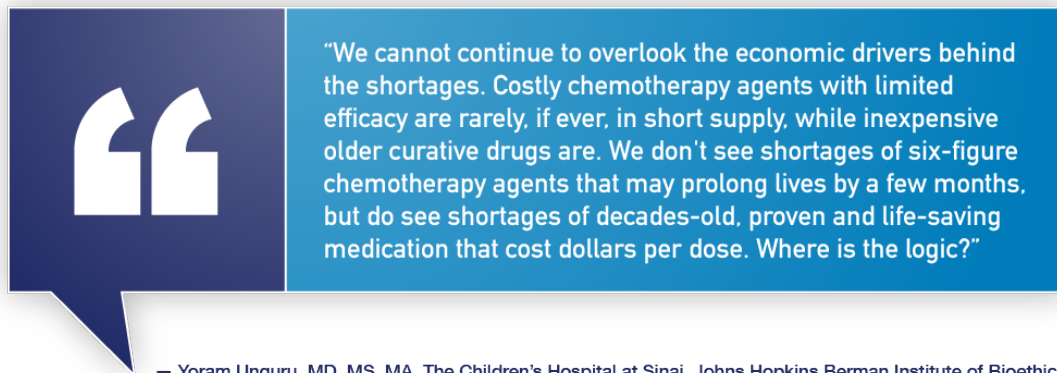 “We cannot continue to overlook the economic drivers behind
the shortages. Costly chemotherapy agents with limited
efficacy are rarely, if ever, in short supply, while inexpensive
older curative drugs are. We don't see shortages of six-figure
chemotherapy agents that may prolong lives by a few months,
but do see shortages of decades-old, proven and life-saving
medication that cost dollars per dose. Where is the logic?”
— Yoram Unguru, MD, MS, MA, The Children’s Hospital at Sinai, Johns Hopkins Berman Institute of Bioethic